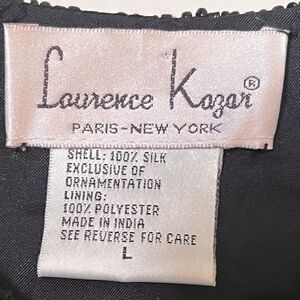 Laurence Kazar®
PARIS-NEW YORK
SHELL: 100% SILK
EXCLUSIVE OF
ORNAMENTATION
LINING:
100% POLYESTER
MADE IN INDIA
SEE REVERSE FOR CARE
L